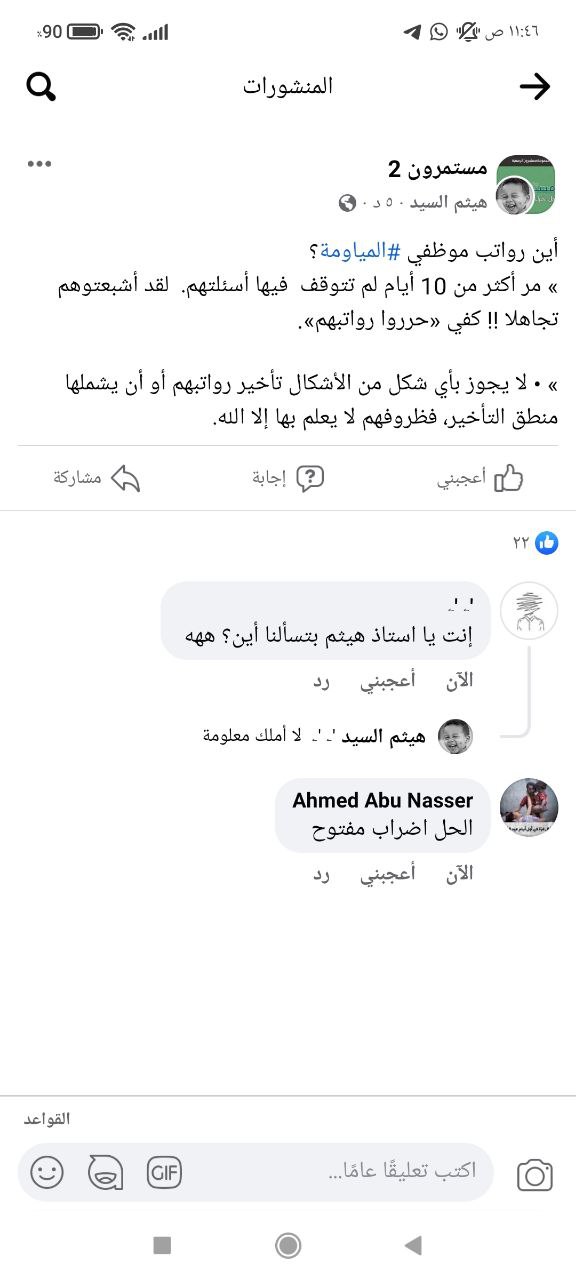 ١١:٤٦ ص
90٪
المنشورات
مستمرون 2
هيثم السيد · ٥ د ·
أين رواتب موظفي #المياومة؟
» مر أكثر من 10 أيام لم تتوقف فيها أسئلتهم. لقد أشبعتوهم
تجاهلا !! كفي «حرروا رواتبهم».
» • لا يجوز بأي شكل من الأشكال تأخير رواتبهم أو أن يشملها
منطق التأخير، فظروفهم لا يعلم بها إلا الله.
أعجبني
إجابة
مشاركة
٢٢
'ـ 'ـ
إنت يا استاذ هيثم بتسألنا أين؟ ههه
الآن أعجبني رد
هيثم السيد 'ـ 'ـ لا أملك معلومة
Ahmed Abu Nasser
الحل اضراب مفتوح
الآن أعجبني رد
القواعد
اكتب تعليقًا عامًا...
GIF